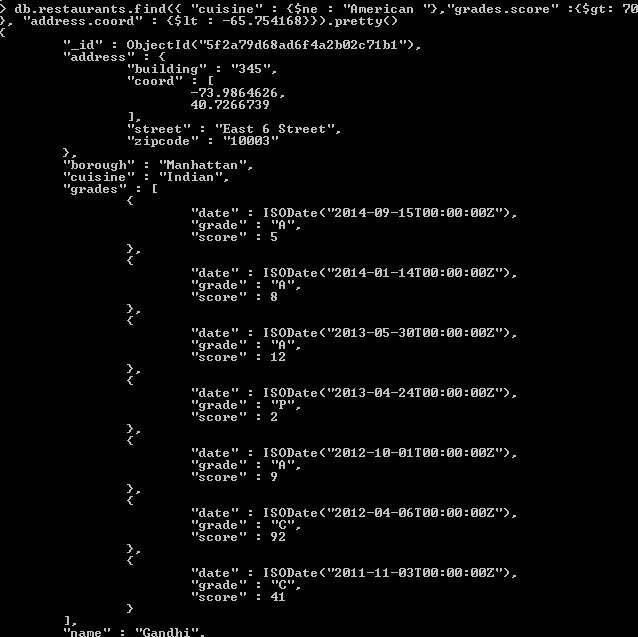 > db.restaurants.find({ "cuisine" : {$ne : "American "},"grades.score" :{$gt: 70
}, "address.coord" : {$lt : -65.754168}}).pretty()
{
"_id" : ObjectId("5f2a79d68ad6f4a2b02c71b1"),
"address" : {
"building" : "345",
"coord" : [
-73.9864626,
40.7266739
],
"street" : "East 6 Street",
"zipcode" : "10003"
},
"borough" : "Manhattan",
"cuisine" : "Indian",
"grades" : [
{
"date" : ISODate("2014-09-15T00:00:00Z"),
"grade" : "A",
"score" : 5
},
{
"date" : ISODate("2014-01-14T00:00:00Z"),
"grade" : "A",
"score" : 8
},
{
"date" : ISODate("2013-05-30T00:00:00Z"),
"grade" : "A",
"score" : 12
},
{
"date" : ISODate("2013-04-24T00:00:00Z"),
"grade" : "P",
"score" : 2
},
{
"date" : ISODate("2012-10-01T00:00:00Z"),
"grade" : "A",
"score" : 9
},
{
"date" : ISODate("2012-04-06T00:00:00Z"),
"grade" : "C",
"score" : 92
},
{
"date" : ISODate("2011-11-03T00:00:00Z"),
"grade" : "C",
"score" : 41
}
],
"name" : "Gandhi",